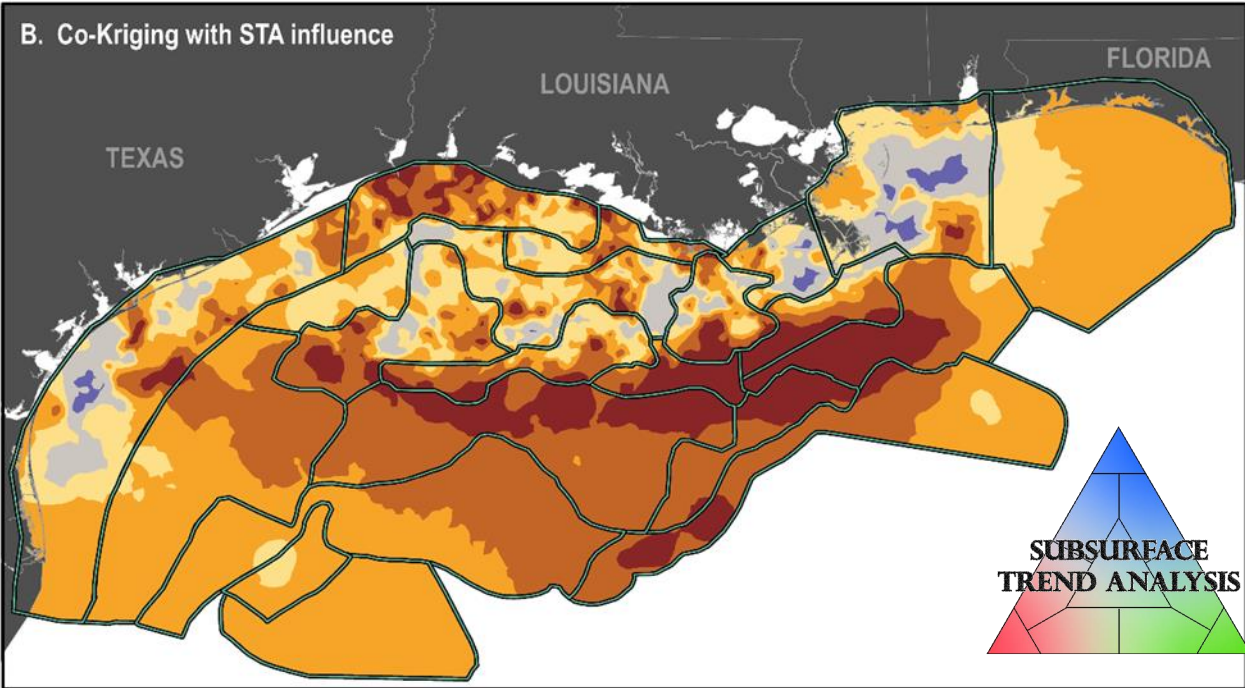 B. Co-Kriging with STA influence
FLORIDA
LOUISIANA
TEXAS
SUBSURFACE
TREND ANALYSIS